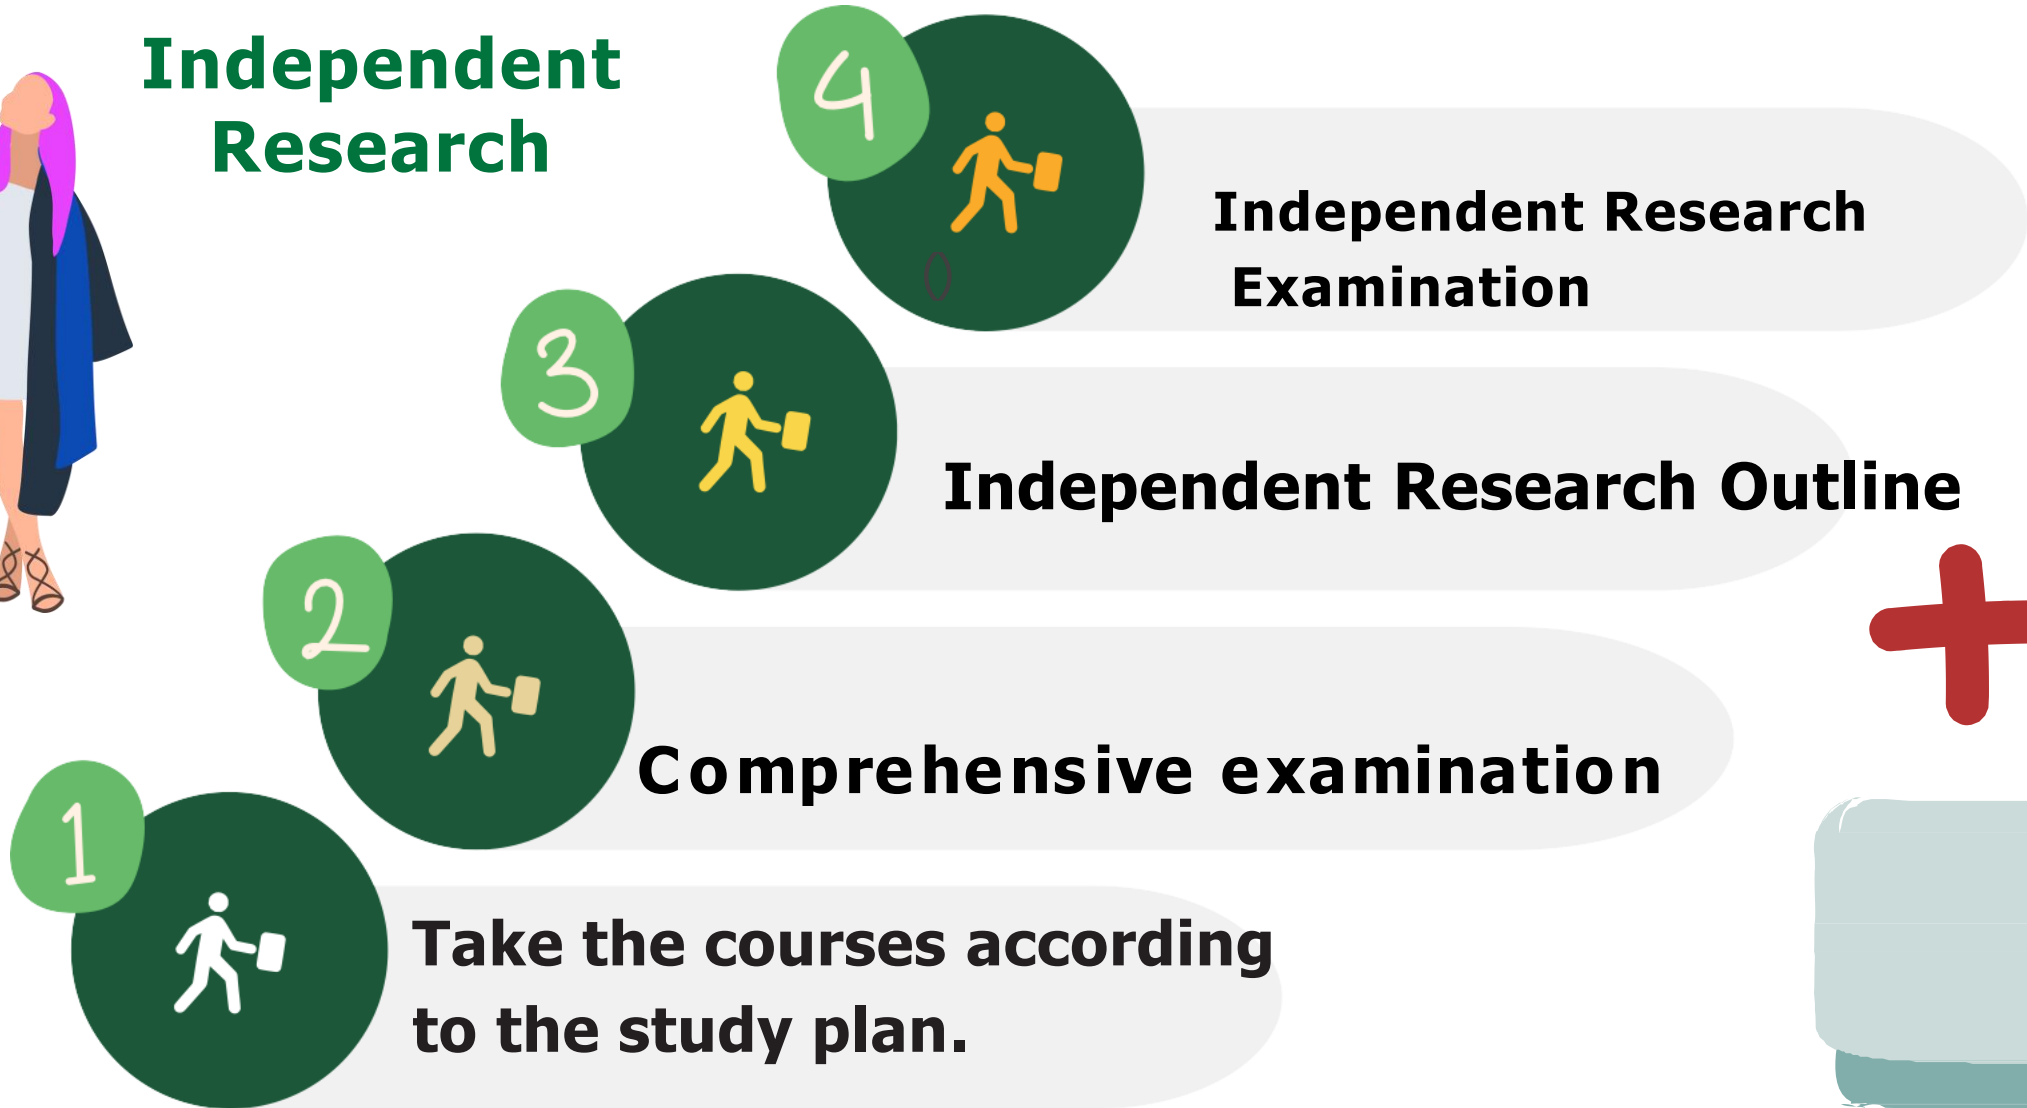 Independent
Research
4
Independent Research
Examination
0
3
Independent Research Outline
2
Comprehensive examination
1
Take the courses according
to the study plan.